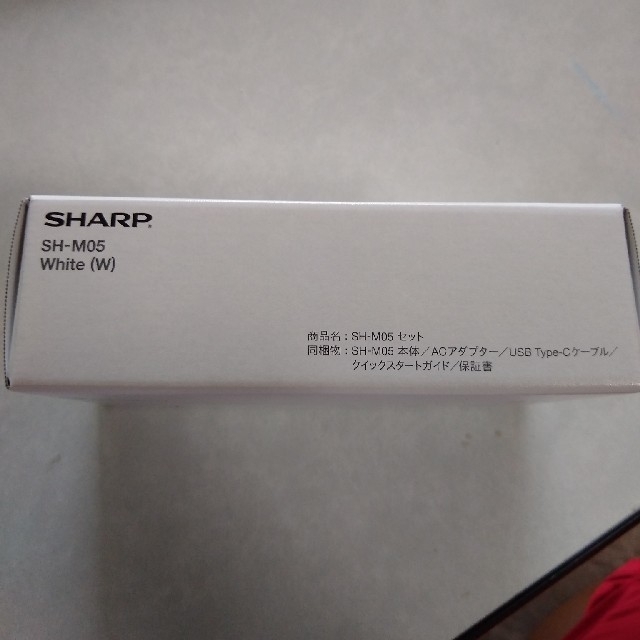 SHARP
SH-M05
White (W)
商品名：SH-M05 セット
同梱物：SH-M05 本体／ACアダプター／USB Type-Cケーブル／
クイックスタートガイド／保証書